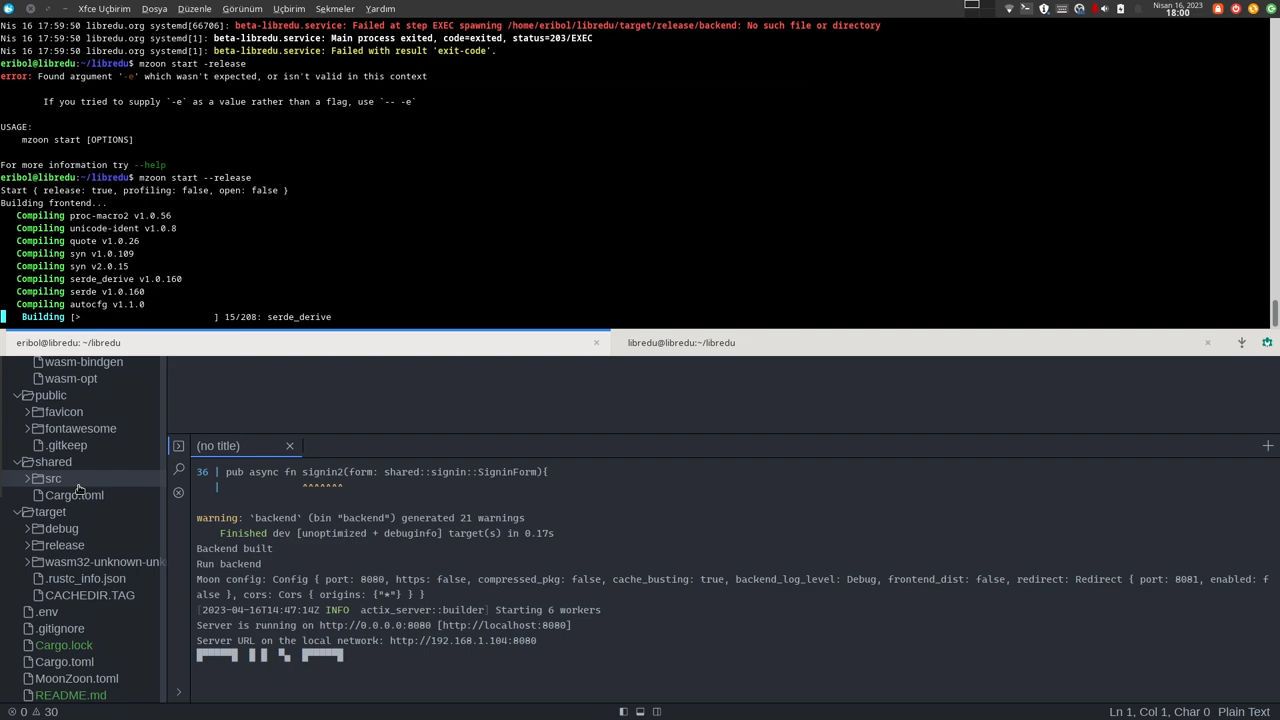 Xfce Uçbirim Dosya Düzenle Görünüm Uçbirim Sekmeler Yardım
Nisan 16, 2023
18:00
Nis 16 17:59:50 libredu.org systemd[66706]: beta-libredu.service: Failed at step EXEC spawning /home/eribol/libredu/target/release/backend: No such file or directory
Nis 16 17:59:50 libredu.org systemd[1]: beta-libredu.service: Main process exited, code=exited, status=203/EXEC
Nis 16 17:59:50 libredu.org systemd[1]: beta-libredu.service: Failed with result 'exit-code'.
eribol@libredu:~/libredu$ mzoon start -release
error: Found argument '-e' which wasn't expected, or isn't valid in this context
If you tried to supply `-e` as a value rather than a flag, use `-- -e`
USAGE:
mzoon start [OPTIONS]
For more information try --help
eribol@libredu:~/libredu$ mzoon start --release
Start { release: true, profiling: false, open: false }
Building frontend...
Compiling proc-macro2 v1.0.56
Compiling unicode-ident v1.0.8
Compiling quote v1.0.26
Compiling syn v1.0.109
Compiling syn v2.0.15
Compiling serde_derive v1.0.160
Compiling serde v1.0.160
Compiling autocfg v1.1.0
Building [> ] 15/208: serde_derive
eribol@libredu: ~/libredu
libredu@libredu:~/libredu
wasm-bindgen
wasm-opt
public
favicon
fontawesome
.gitkeep
shared
src
Cargo.toml
target
debug
release
wasm32-unknown-unk
.rustc_info.json
CACHEDIR.TAG
.env
.gitignore
Cargo.lock
Cargo.toml
MoonZoon.toml
README.md
(no title)
36 | pub async fn signin2(form: shared::signin::SigninForm){
| ^^^^^^^
warning: `backend` (bin "backend") generated 21 warnings
Finished dev [unoptimized + debuginfo] target(s) in 0.17s
Backend built
Run backend
Moon config: Config { port: 8080, https: false, compressed_pkg: false, cache_busting: true, backend_log_level: Debug, frontend_dist: false, redirect: Redirect { port: 8081, enabled: f
alse }, cors: Cors { origins: {"*"} } }
[2023-04-16T14:47:14Z INFO actix_server::builder] Starting 6 workers
Server is running on http://0.0.0.0:8080 [http://localhost:8080]
Server URL on the local network: http://192.168.1.104:8080
0 30
Ln 1, Col 1, Char 0 Plain Text